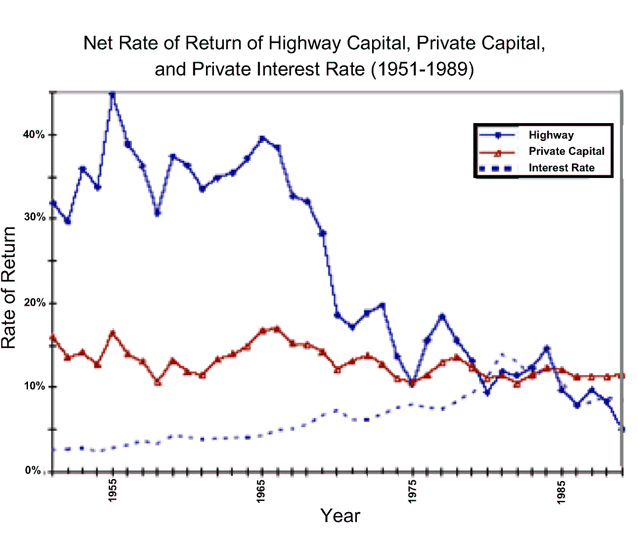 Net Rate of Return of Highway Capital, Private Capital,
and Private Interest Rate (1951-1989)
Highway
Private Capital
Interest Rate
40%
30%
20%
10%
0%
Rate of Return
1955
1965
1975
1985
Year